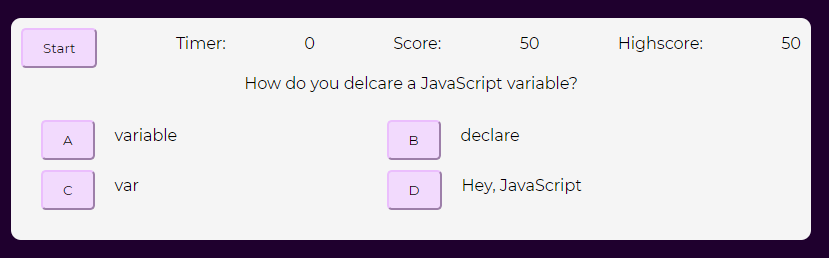 Start Timer: 0 Score: 50 Highscore: 50
How do you delcare a JavaScript variable?
A variable B declare
C var D Hey, JavaScript